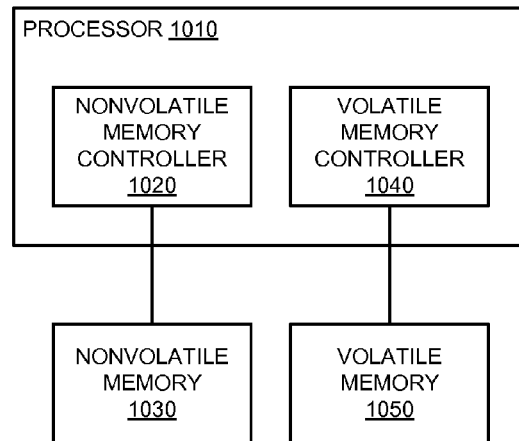 PROCESSOR 1010
NONVOLATILE
MEMORY
CONTROLLER
1020
VOLATILE
MEMORY
CONTROLLER
1040
NONVOLATILE
MEMORY
1030
VOLATILE
MEMORY
1050